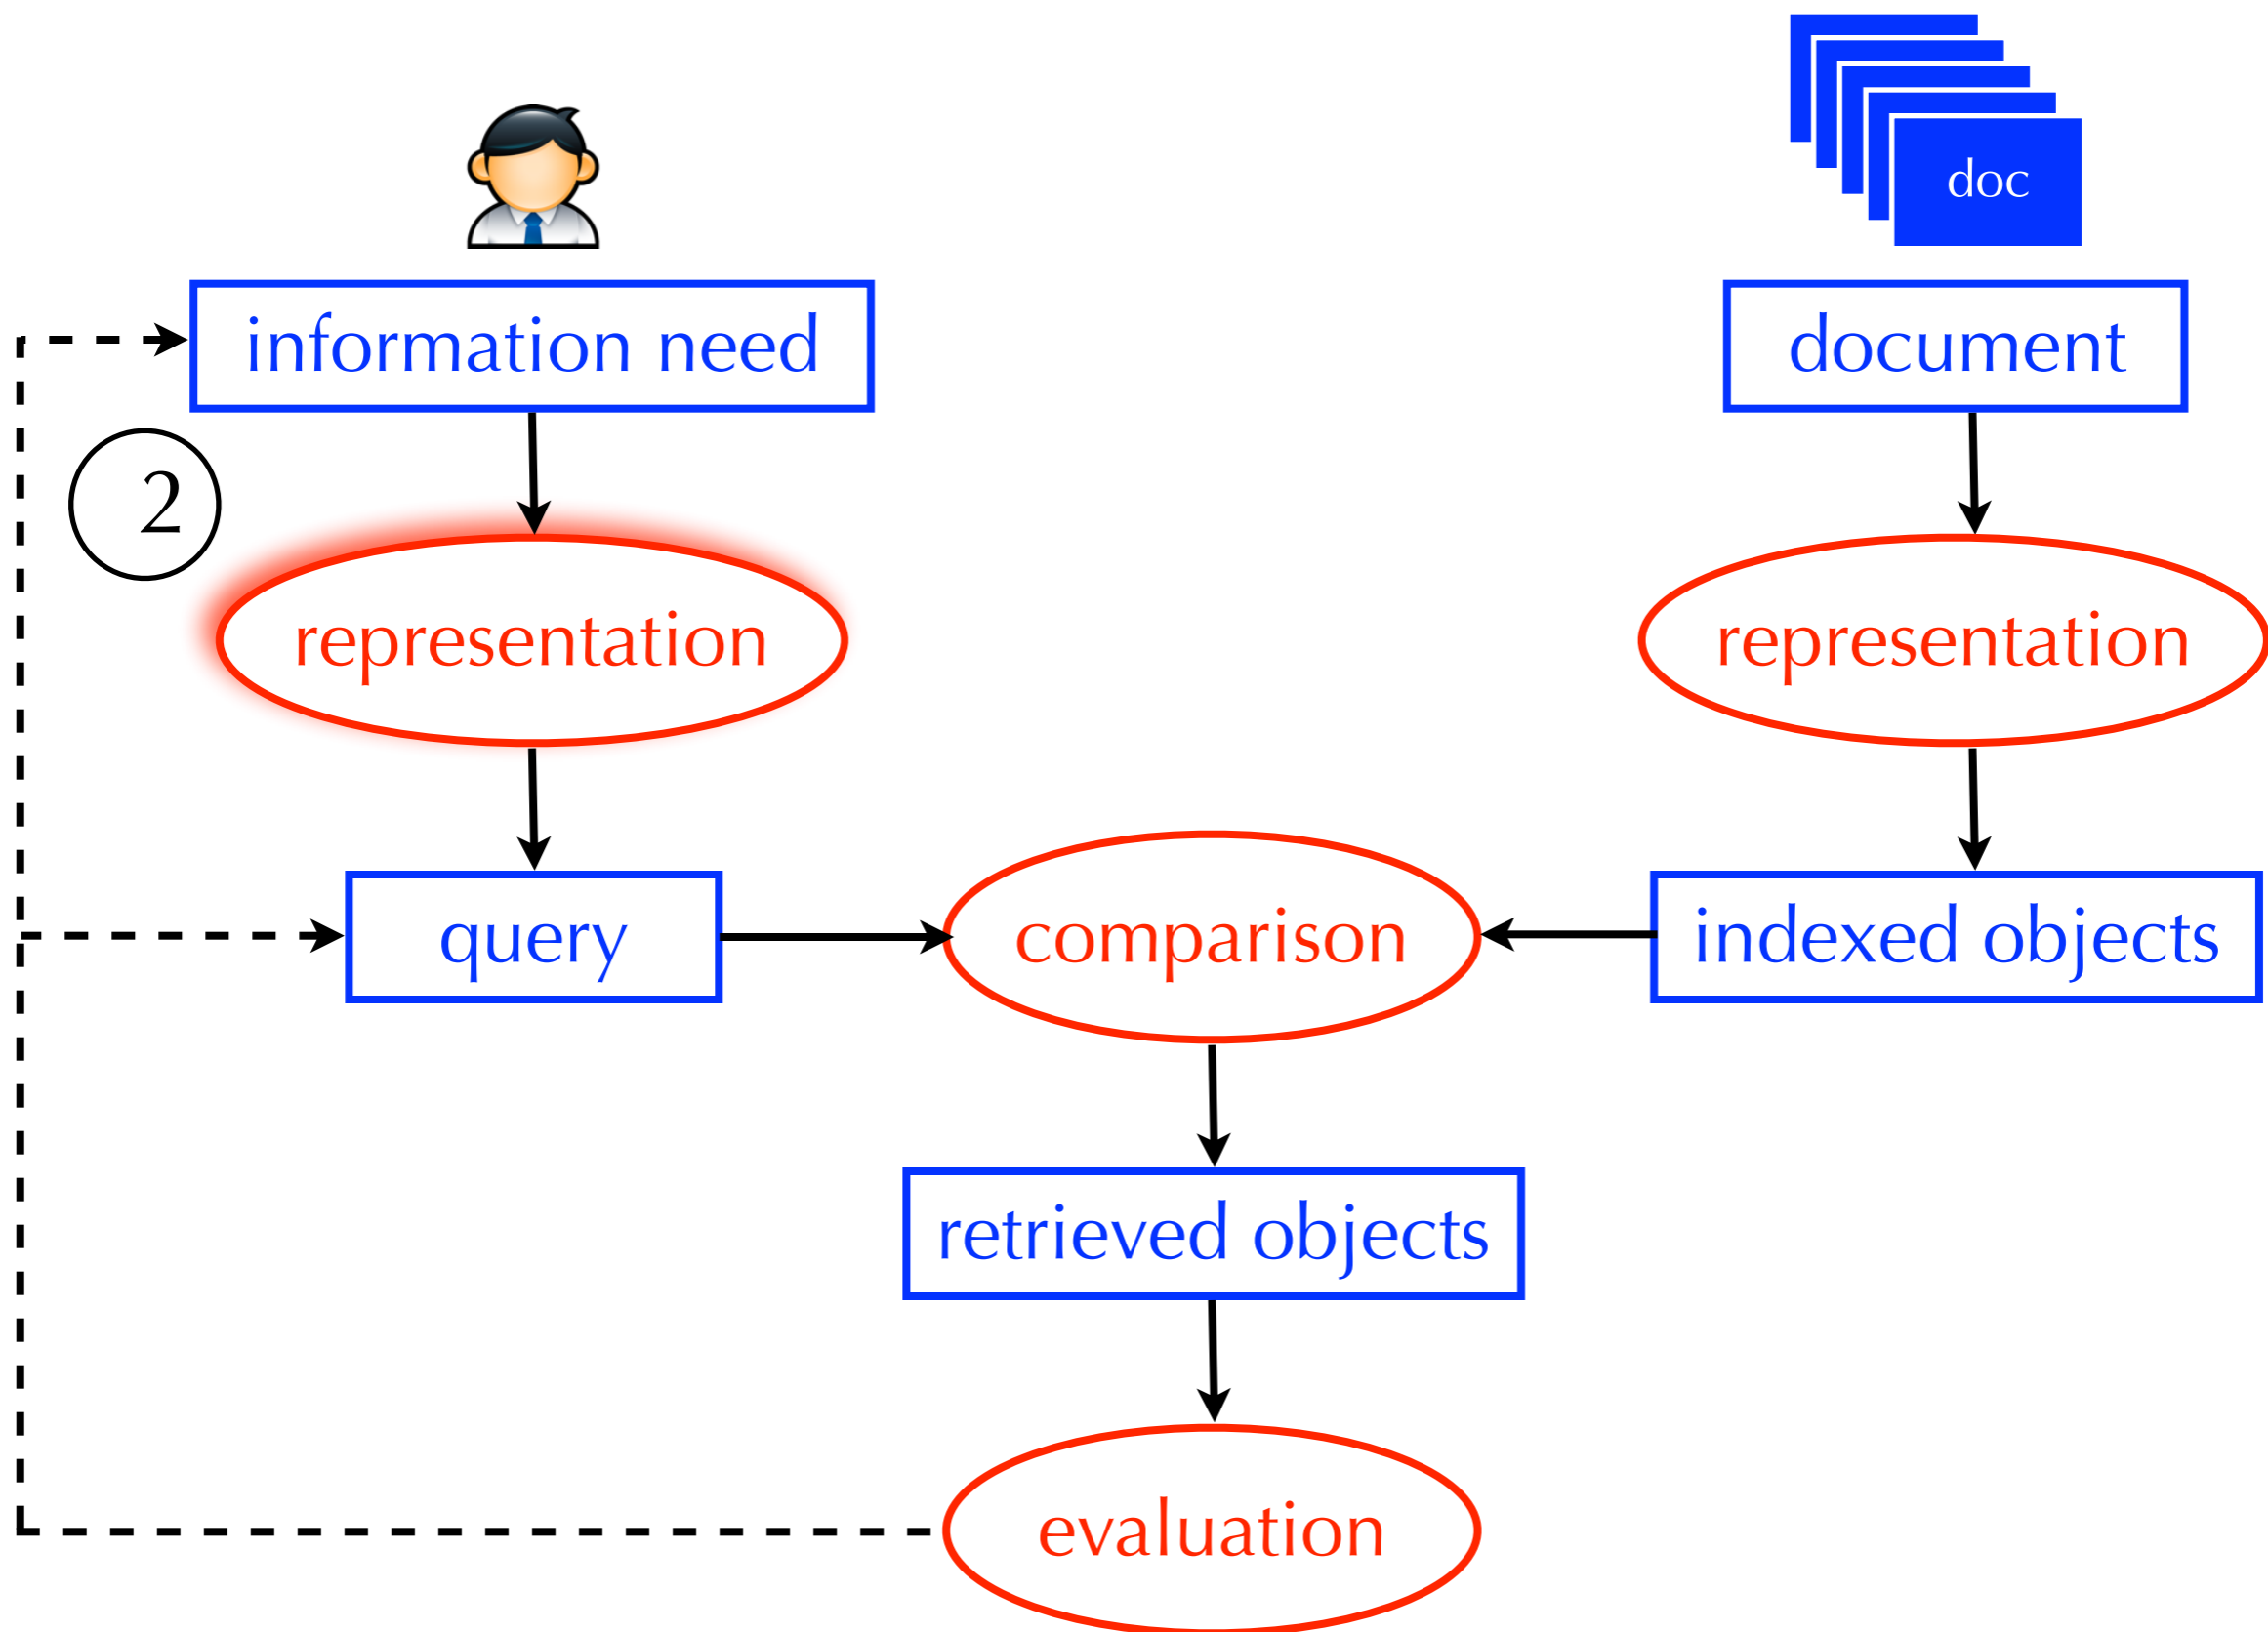 doc
information need
document
2
representation
representation
query
comparison
indexed objects
retrieved objects
evaluation